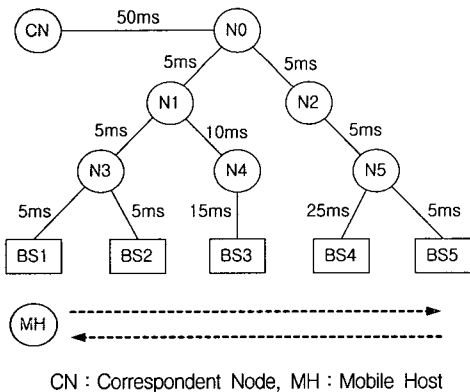 CN 50ms N0
5ms 5ms
N1 N2
5ms 10ms 5ms
N3 N4 N5
5ms 5ms 15ms 25ms 5ms
BS1 BS2 BS3 BS4 BS5
MH
CN : Correspondent Node, MH : Mobile Host